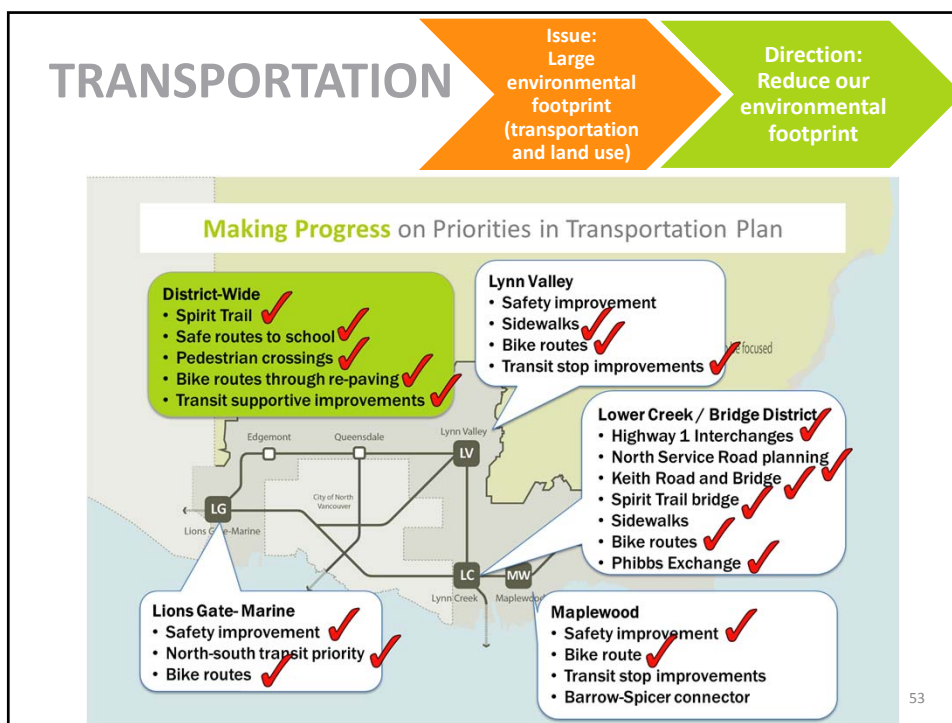 TRANSPORTATION
Issue:
Large
environmental
footprint
(transportation
and land use)
Direction:
Reduce our
environmental
footprint
Making Progress on Priorities in Transportation Plan
District-Wide
• Spirit Trail
• Safe routes to school
• Pedestrian crossings
• Bike routes through re-paving
• Transit supportive improvements
Lynn Valley
• Safety improvement
• Sidewalks
• Bike routes
• Transit stop improvements
be focused
Lower Creek / Bridge District
• Highway 1 Interchanges
• North Service Road planning
• Keith Road and Bridge
• Spirit Trail bridge
• Sidewalks
• Bike routes
• Phibbs Exchange
Edgemont
Queensdale
Lynn Valley
LV
City of North
Vancouver
LG
Lions Gate-Marine
LC
MW
Lynn Creek
Maplewood
Lions Gate- Marine
• Safety improvement
• North-south transit priority
• Bike routes
Maplewood
• Safety improvement
• Bike route
• Transit stop improvements
• Barrow-Spicer connector
53